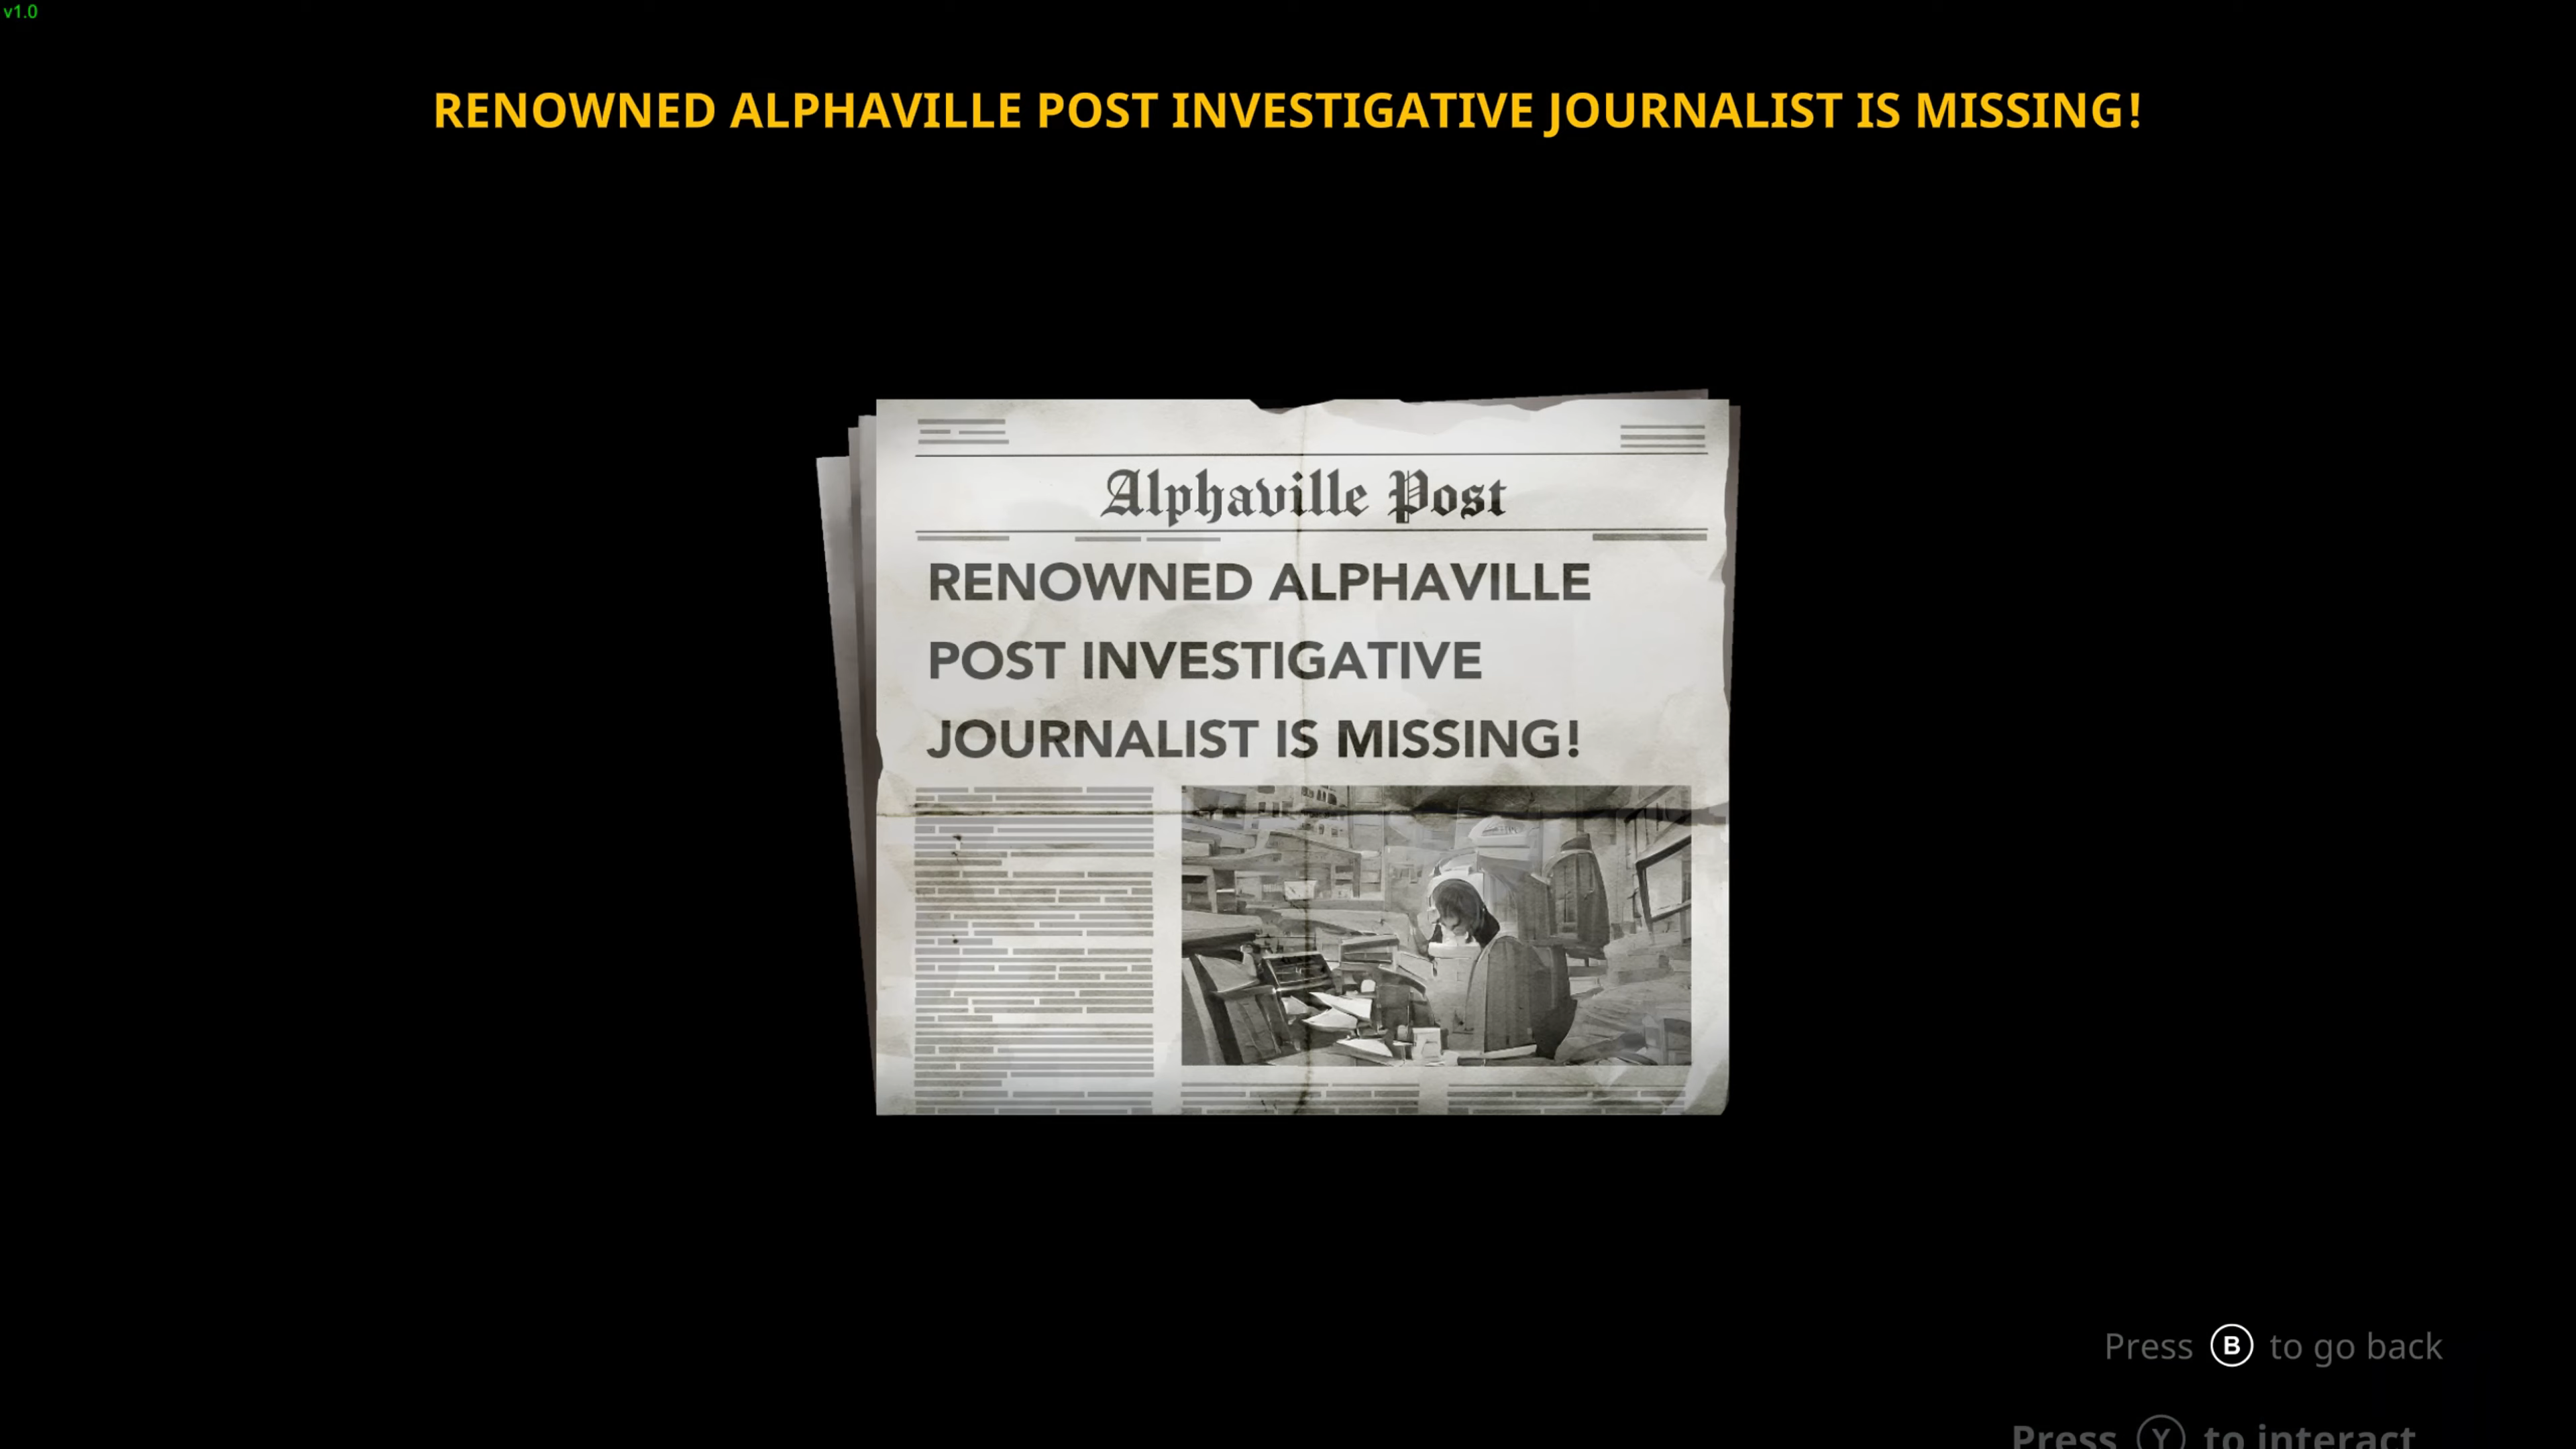 v1.0
RENOWNED ALPHAVILLE POST INVESTIGATIVE JOURNALIST IS MISSING!
Alphaville Post
RENOWNED ALPHAVILLE
POST INVESTIGATIVE
JOURNALIST IS MISSING!
Press B to go back
Press Y to interact